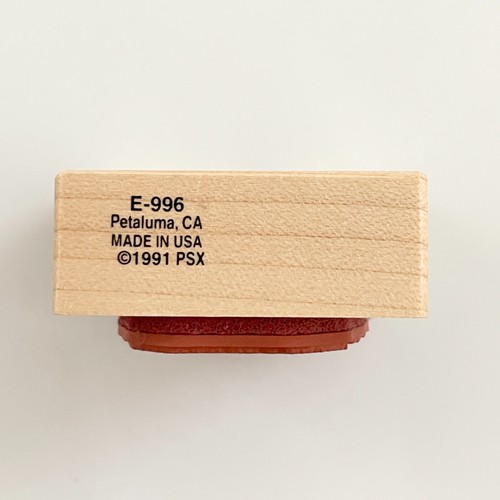 E-996
Petaluma, CA
MADE IN USA
©1991 PSX